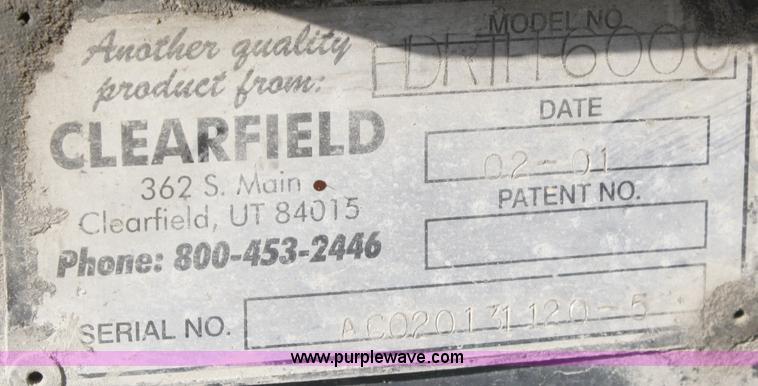 Another quality
product from:
CLEARFIELD
362 S. Main
Clearfield, UT 84015
Phone: 800-453-2446
MODEL NO.
DATE
02-01
PATENT NO.
SERIAL NO.
AC020131120-5
www.purplewave.com